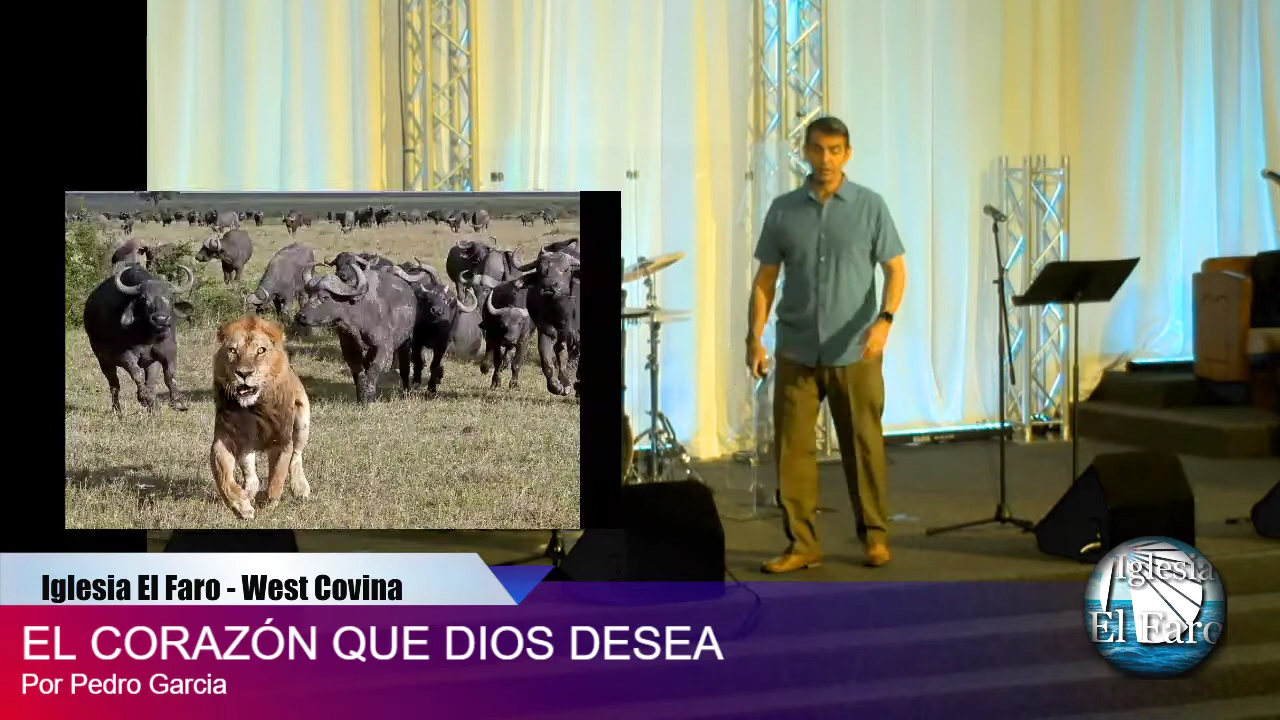 Iglesia El Faro - West Covina
EL CORAZÓN QUE DIOS DESEA
Por Pedro Garcia
Iglesia
El Faro